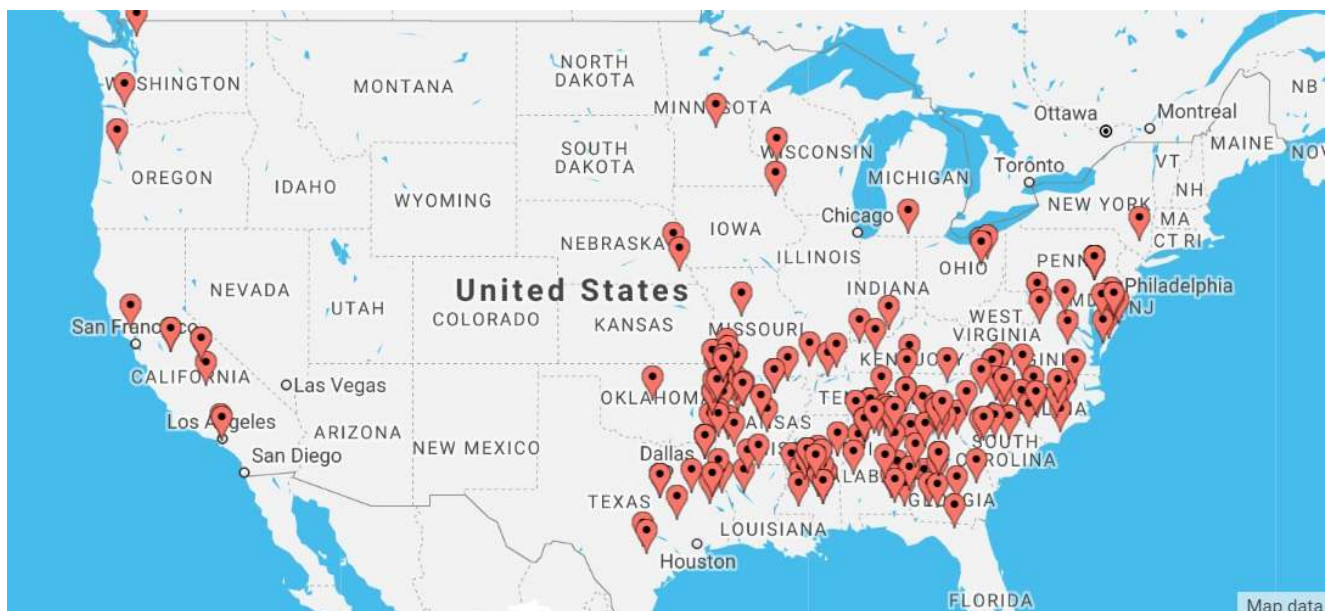 NORTH
DAKOTA
MONTANA
MINNESOTA
Ottawa
Montreal
NB
MAINE
NOV
VT
NH
SOUTH
DAKOTA
WISCONSIN
Toronto
MICHIGAN
OREGON
IDAHO
WYOMING
NEW YORK
MA
CT RI
Chicago
IOWA
NEBRASKA
ILLINOIS
OHIO
PENN
United States
NEVADA
UTAH
COLORADO
KANSAS
MISSOURI
INDIANA
WEST
VIRGINIA
MD
NJ
Philadelphia
San Francisco
CALIFORNIA
Las Vegas
Los Angeles
San Diego
ARIZONA
NEW MEXICO
OKLAHOMA
Dallas
TEXAS
Houston
LOUISIANA
SOUTH
CAROLINA
GEORGIA
FLORIDA
Map data